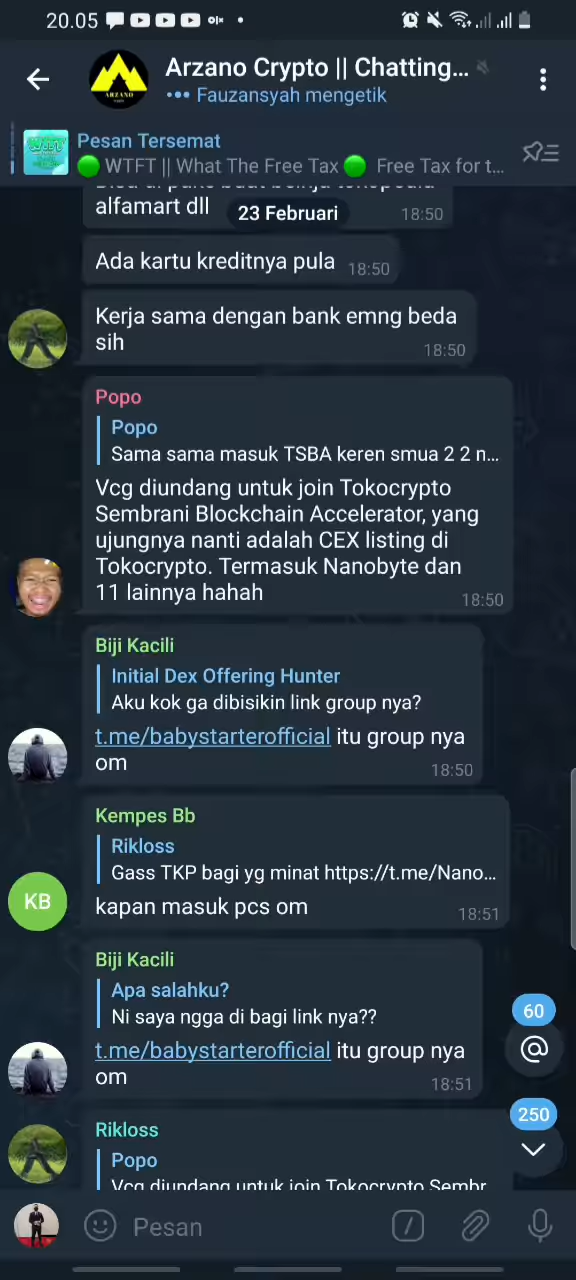 20.05
Arzano Crypto || Chatting...
Fauzansyah mengetik
Pesan Tersemat
WTFT || What The Free Tax Free Tax for t...
alfamart dll 18:50
23 Februari
Ada kartu kreditnya pula 18:50
Kerja sama dengan bank emng beda
sih 18:50
Popo
Popo
Sama sama masuk TSBA keren smua 2 2 n...
Vcg diundang untuk join Tokocrypto
Sembrani Blockchain Accelerator, yang
ujungnya nanti adalah CEX listing di
Tokocrypto. Termasuk Nanobyte dan
11 lainnya hahah 18:50
Biji Kacili
Initial Dex Offering Hunter
Aku kok ga dibisikin link group nya?
t.me/babystarterofficial itu group nya
om 18:50
Kempes Bb
Rikloss
Gass TKP bagi yg minat https://t.me/Nano...
KB
kapan masuk pcs om 18:51
Biji Kacili
Apa salahku?
Ni saya ngga di bagi link nya??
60
t.me/babystarterofficial itu group nya
om 18:51
@
250
Rikloss
Popo
Vcg diundang untuk join Tokocrypto Sembr
Pesan